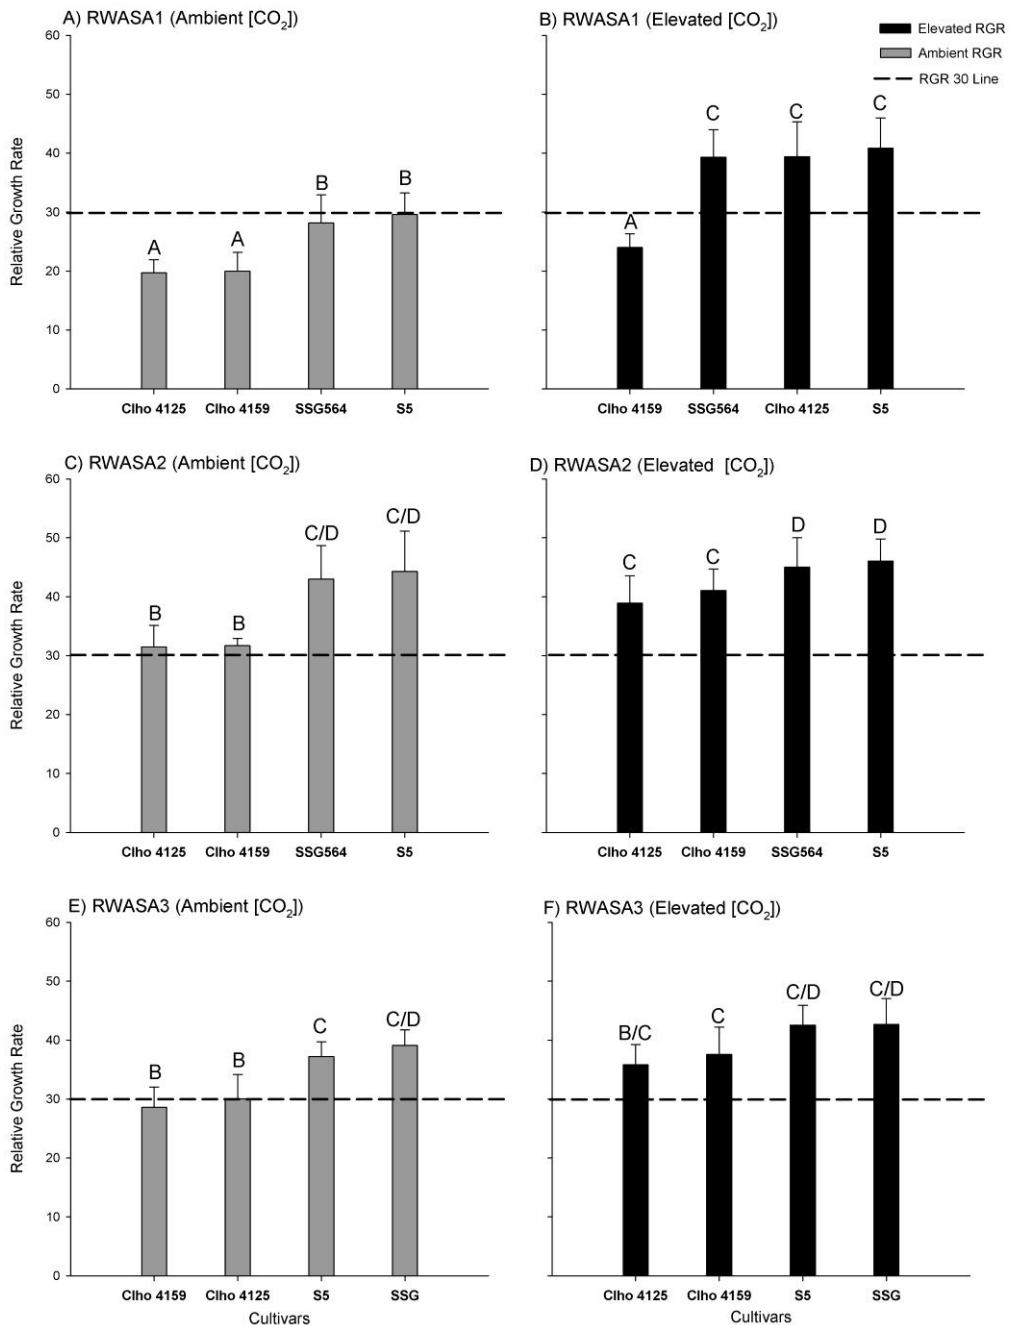 A) RWASA1 (Ambient [CO₂])
60
50
40
30
20
10
0
Relative Growth Rate
A
A
B
B
Clho 4125 Clho 4159 SSG564 S5
B) RWASA1 (Elevated [CO₂])
Elevated RGR
Ambient RGR
RGR 30 Line
A
C
C
C
Clho 4159 SSG564 Clho 4125 S5
C) RWASA2 (Ambient [CO₂])
60
50
40
30
20
10
0
Relative Growth Rate
B
B
C/D
C/D
Clho 4125 Clho 4159 SSG564 S5
D) RWASA2 (Elevated [CO₂])
C
C
D
D
Clho 4125 Clho 4159 SSG564 S5
E) RWASA3 (Ambient [CO₂])
60
50
40
30
20
10
0
Relative Growth Rate
B
B
C
C/D
Clho 4159 Clho 4125 S5 SSG
Cultivars
F) RWASA3 (Elevated [CO₂])
B/C
C
C/D
C/D
Clho 4125 Clho 4159 S5 SSG
Cultivars